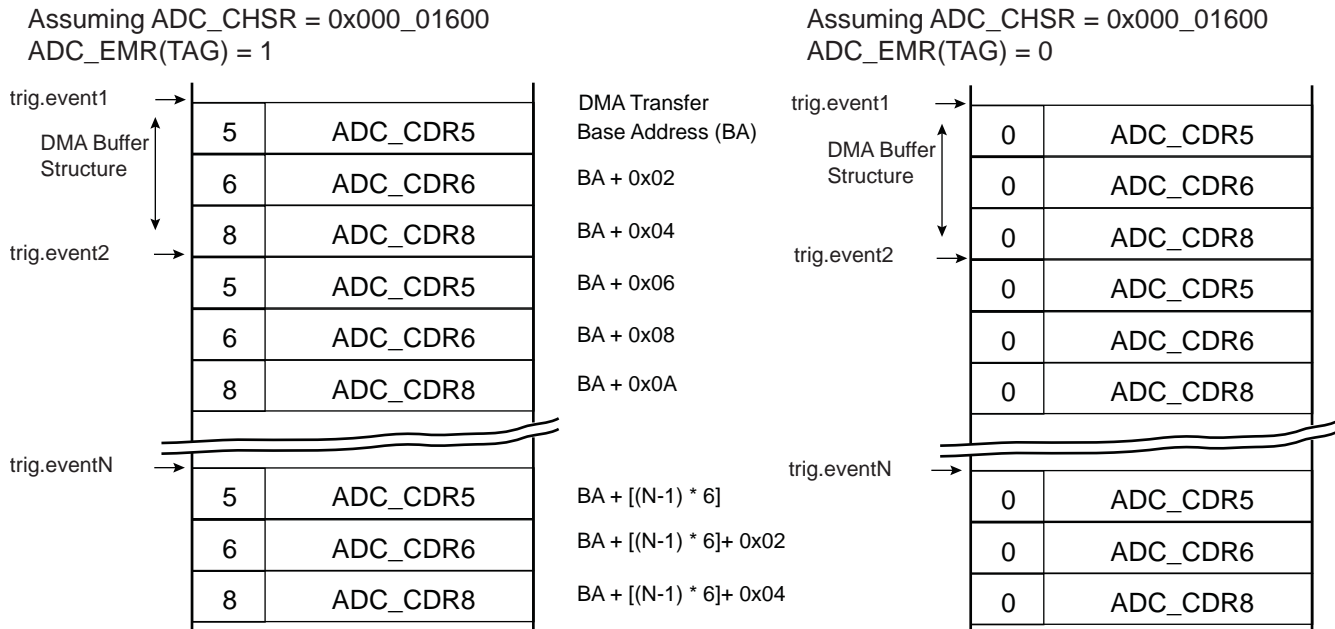 Assuming ADC_CHSR = 0x000_01600
ADC_EMR(TAG) = 1
trig.event1
DMA Buffer
Structure
trig.event2
trig.eventN
5 ADC_CDR5
6 ADC_CDR6
8 ADC_CDR8
5 ADC_CDR5
6 ADC_CDR6
8 ADC_CDR8
5 ADC_CDR5
6 ADC_CDR6
8 ADC_CDR8
DMA Transfer
Base Address (BA)
BA + 0x02
BA + 0x04
BA + 0x06
BA + 0x08
BA + 0x0A
BA + [(N-1) * 6]
BA + [(N-1) * 6]+ 0x02
BA + [(N-1) * 6]+ 0x04
Assuming ADC_CHSR = 0x000_01600
ADC_EMR(TAG) = 0
trig.event1
DMA Buffer
Structure
trig.event2
trig.eventN
0 ADC_CDR5
0 ADC_CDR6
0 ADC_CDR8
0 ADC_CDR5
0 ADC_CDR6
0 ADC_CDR8
0 ADC_CDR5
0 ADC_CDR6
0 ADC_CDR8